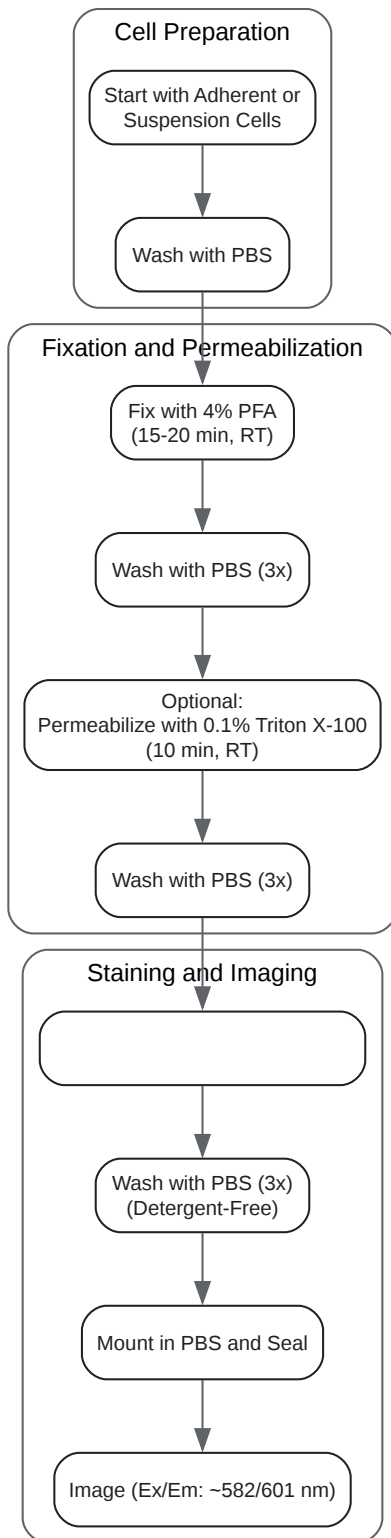 Cell Preparation
Start with Adherent or
Suspension Cells
Wash with PBS
Fixation and Permeabilization
Fix with 4% PFA
(15-20 min, RT)
Wash with PBS (3x)
Optional:
Permeabilize with 0.1% Triton X-100
(10 min, RT)
Wash with PBS (3x)
Staining and Imaging
Wash with PBS (3x)
(Detergent-Free)
Mount in PBS and Seal
Image (Ex/Em: ~582/601 nm)